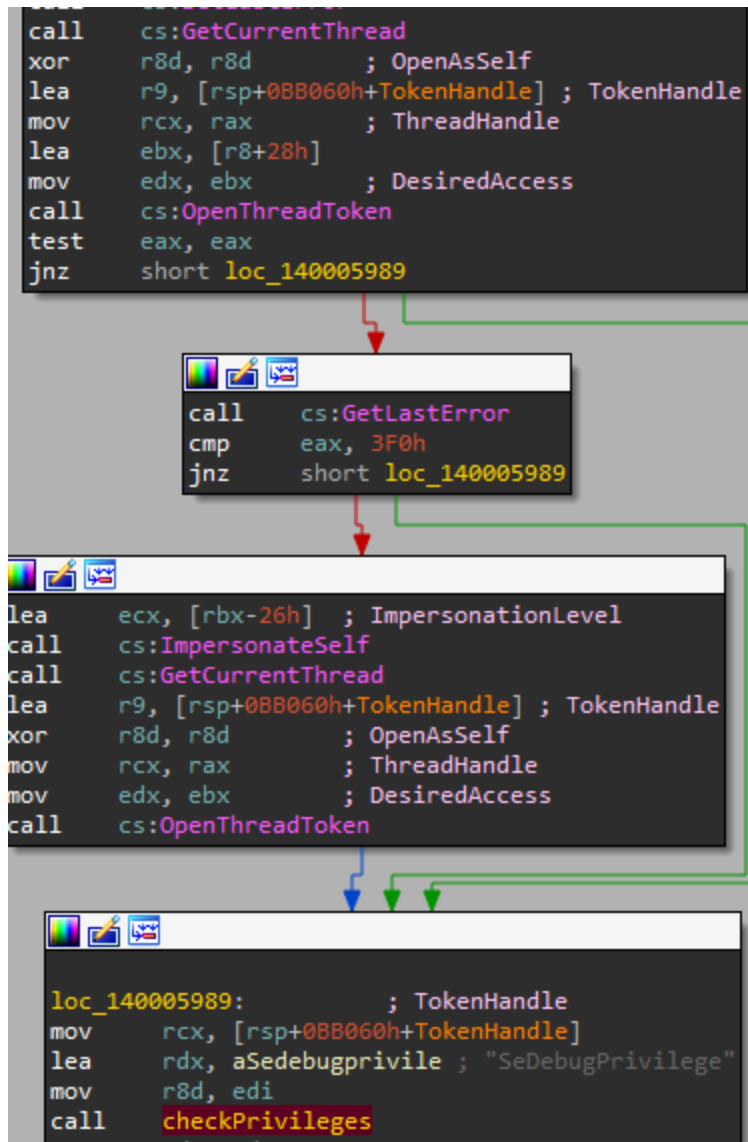 call cs:GetLastError
call cs:GetCurrentThread
xor r8d, r8d ; OpenAsSelf
lea r9, [rsp+0BB060h+TokenHandle] ; TokenHandle
mov rcx, rax ; ThreadHandle
lea ebx, [r8+28h]
mov edx, ebx ; DesiredAccess
call cs:OpenThreadToken
test eax, eax
jnz short loc_140005989
call cs:GetLastError
cmp eax, 3F0h
jnz short loc_140005989
lea ecx, [rbx-26h] ; ImpersonationLevel
call cs:ImpersonateSelf
call cs:GetCurrentThread
lea r9, [rsp+0BB060h+TokenHandle] ; TokenHandle
xor r8d, r8d ; OpenAsSelf
mov rcx, rax ; ThreadHandle
mov edx, ebx ; DesiredAccess
call cs:OpenThreadToken
loc_140005989: ; TokenHandle
mov rcx, [rsp+0BB060h+TokenHandle]
lea rdx, aSedebugprivile ; "SeDebugPrivilege"
mov r8d, edi
call checkPrivileges